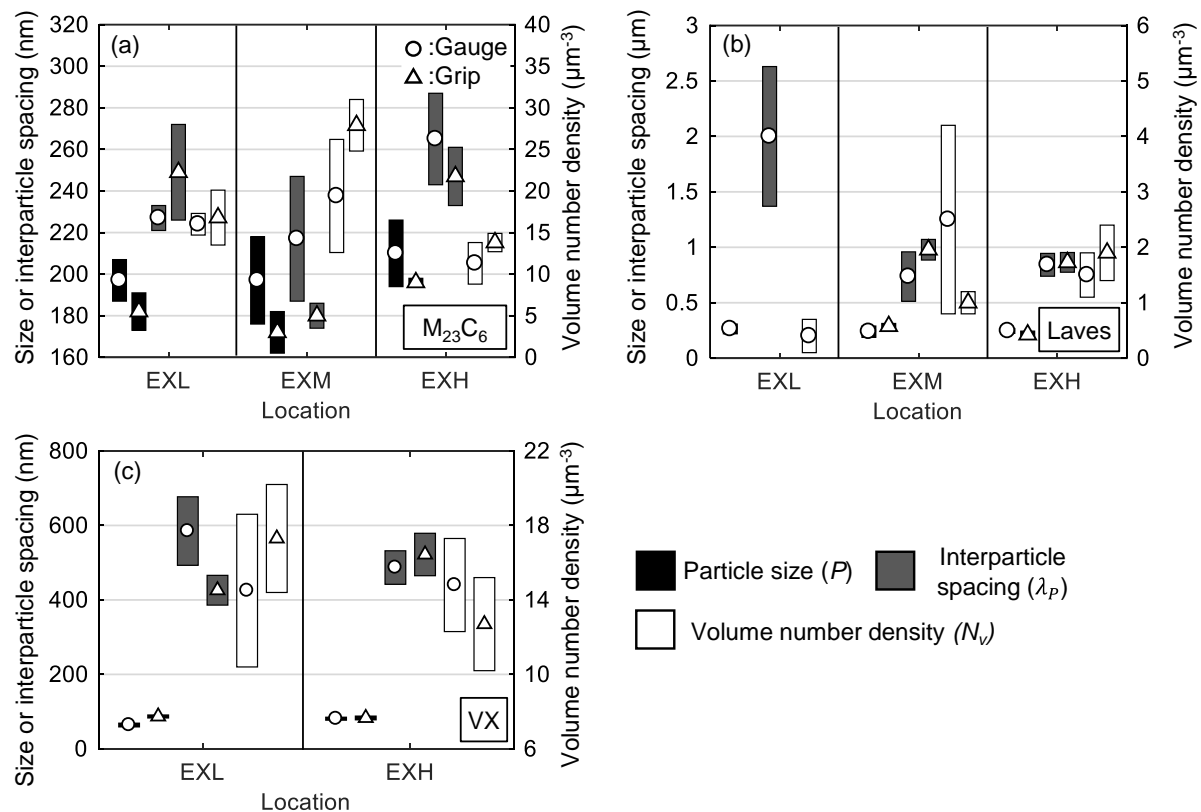 (a)
:Gauge
:Grip
Size or interparticle spacing (nm)
320
300
280
260
240
220
200
180
160
40
35
30
25
20
15
10
5
0
Volume number density (μm⁻³)
M₂₃C₆
EXL EXM EXH
Location
(b)
Size or interparticle spacing (μm)
3
2.5
2
1.5
1
0.5
0
6
5
4
3
2
1
0
Volume number density (μm⁻³)
Laves
EXL EXM EXH
Location
(c)
Size or interparticle spacing (nm)
800
600
400
200
0
22
18
14
10
6
Volume number density (μm⁻³)
VX
EXL EXH
Location
Particle size (P)
Interparticle
spacing (λ_P)
Volume number density (N_v)